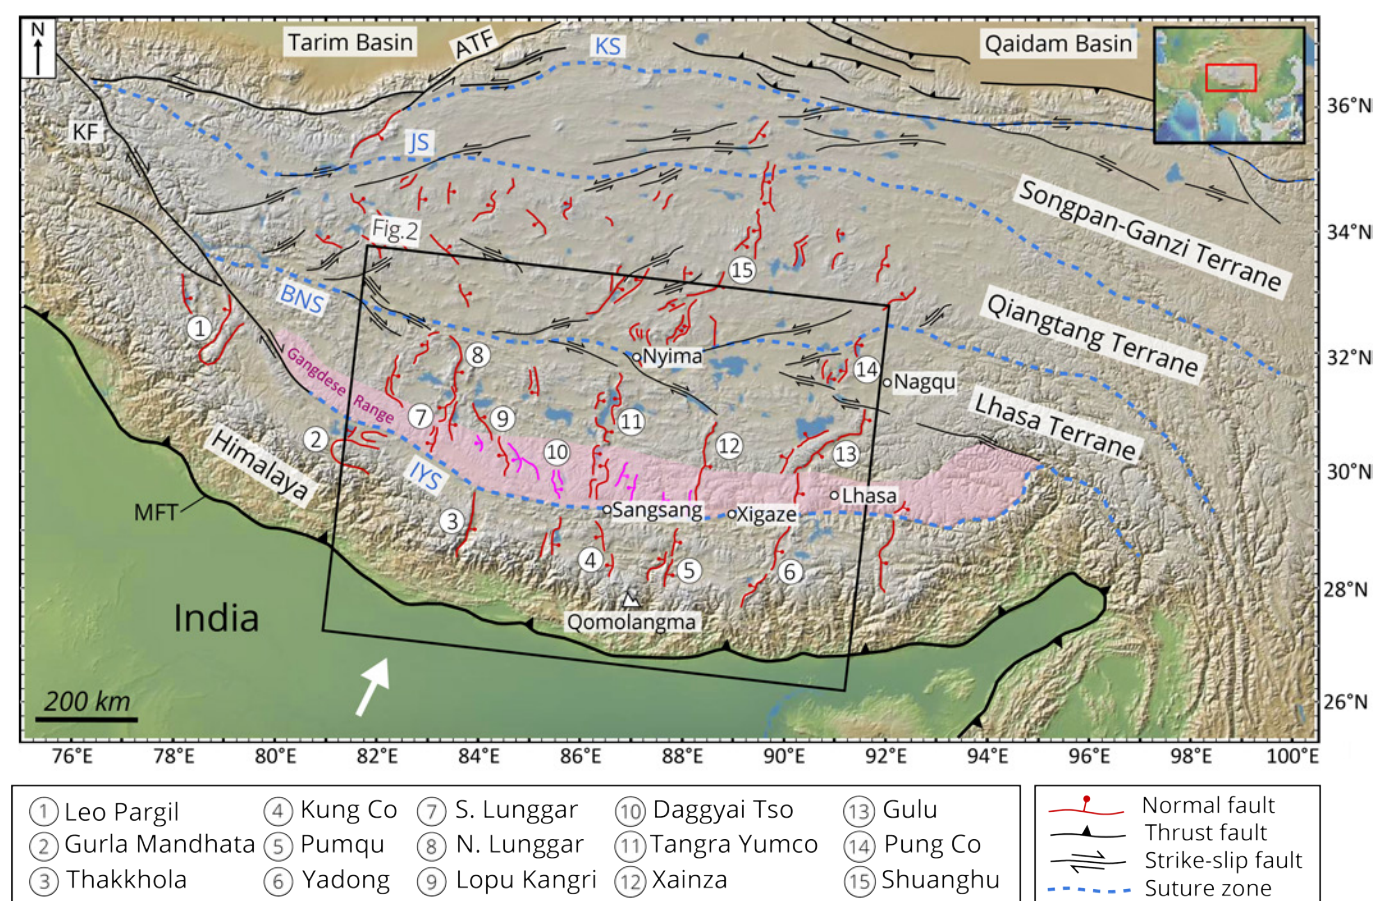 N
Tarim Basin
ATF
KS
Qaidam Basin
36°N
KF
JS
Songpan-Ganzi Terrane
34°N
Fig.2
15
BNS
Qiangtang Terrane
1
Gangdese Range
8
Nyima
32°N
14
Nagqu
Lhasa Terrane
7
9
11
2
10
12
13
Himalaya
IYS
30°N
MFT
Sangsang
Xigaze
Lhasa
3
4
5
6
28°N
Qomolangma
India
200 km
26°N
76°E
78°E
80°E
82°E
84°E
86°E
88°E
90°E
92°E
94°E
96°E
98°E
100°E
1 Leo Pargil
2 Gurla Mandhata
3 Thakkhola
4 Kung Co
5 Pumqu
6 Yadong
7 S. Lunggar
8 N. Lunggar
9 Lopu Kangri
10 Daggyai Tso
11 Tangra Yumco
12 Xainza
13 Gulu
14 Pung Co
15 Shuanghu
Normal fault
Thrust fault
Strike-slip fault
Suture zone